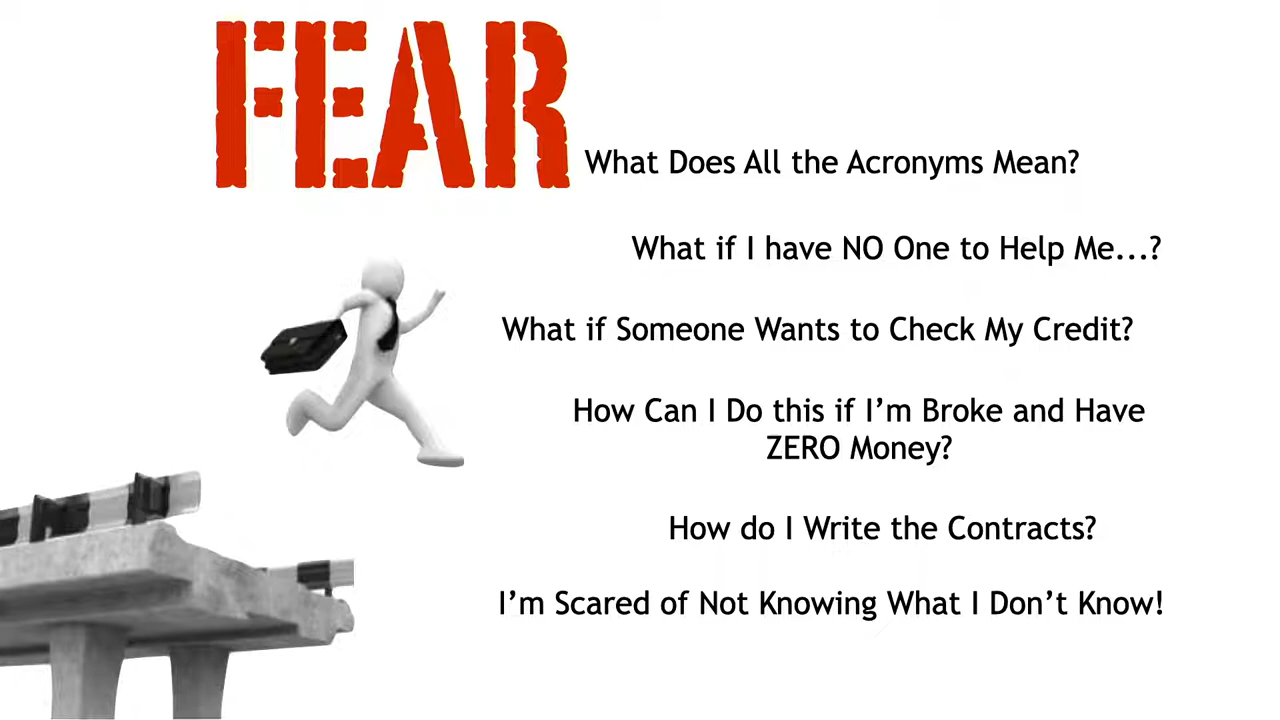 FEAR
What Does All the Acronyms Mean?
What if I have NO One to Help Me...?
What if Someone Wants to Check My Credit?
How Can I Do this if I’m Broke and Have
ZERO Money?
How do I Write the Contracts?
I’m Scared of Not Knowing What I Don’t Know!